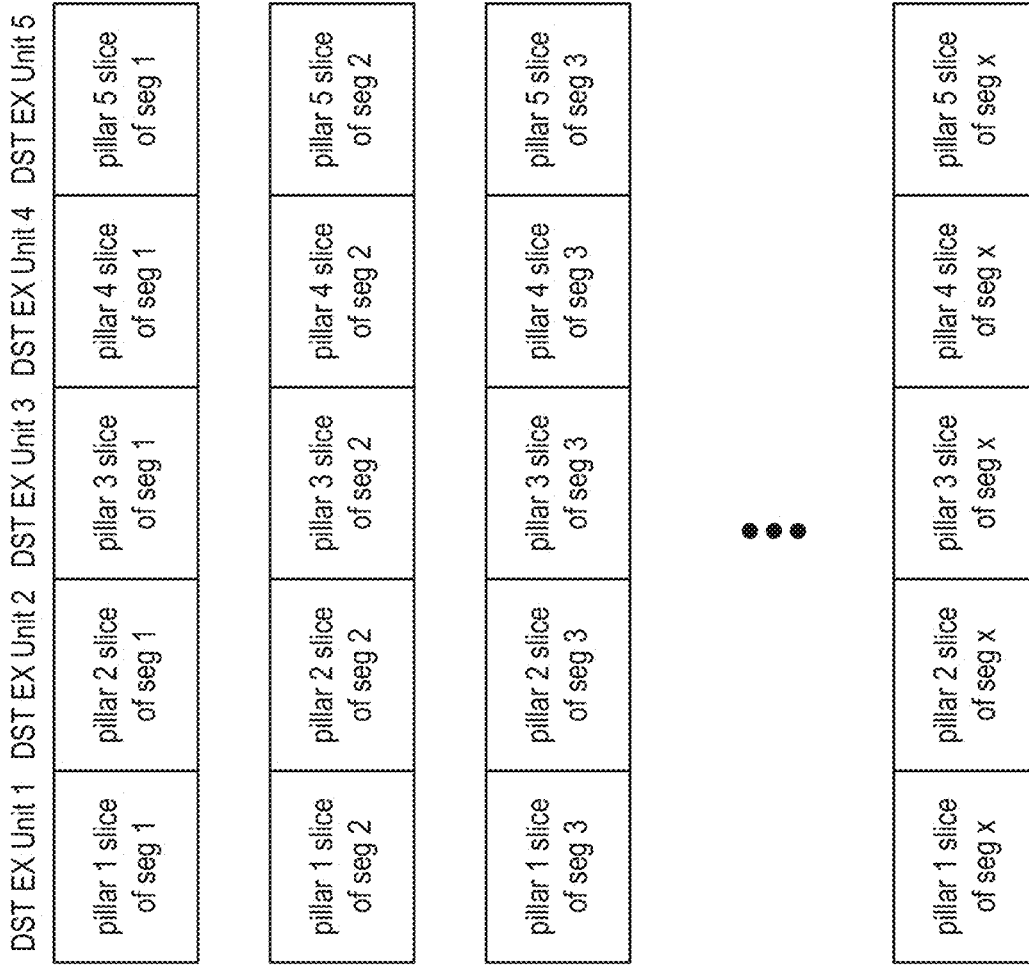 DST EX Unit 1
DST EX Unit 2
DST EX Unit 3
DST EX Unit 4
DST EX Unit 5
pillar 1 slice
of seg 1
pillar 2 slice
of seg 1
pillar 3 slice
of seg 1
pillar 4 slice
of seg 1
pillar 5 slice
of seg 1
pillar 1 slice
of seg 2
pillar 2 slice
of seg 2
pillar 3 slice
of seg 2
pillar 4 slice
of seg 2
pillar 5 slice
of seg 2
pillar 1 slice
of seg 3
pillar 2 slice
of seg 3
pillar 3 slice
of seg 3
pillar 4 slice
of seg 3
pillar 5 slice
of seg 3
pillar 1 slice
of seg x
pillar 2 slice
of seg x
pillar 3 slice
of seg x
pillar 4 slice
of seg x
pillar 5 slice
of seg x